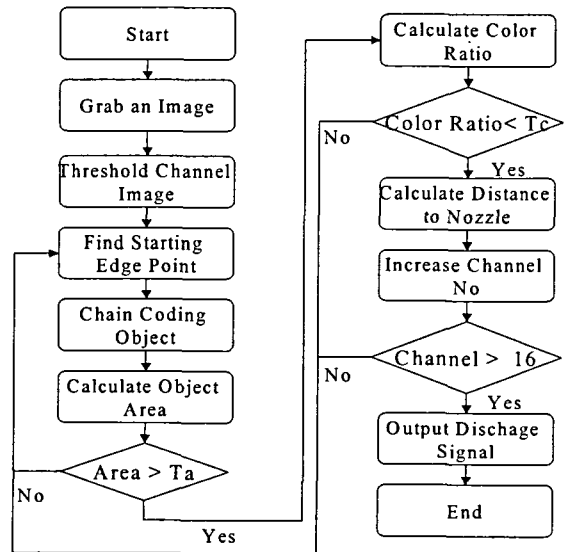 Start
Grab an Image
Threshold Channel
Image
Find Starting
Edge Point
Chain Coding
Object
Calculate Object
Area
Area > Ta
No
Yes
Calculate Color
Ratio
Color Ratio< Tc
No
Yes
Calculate Distance
to Nozzle
Increase Channel
No
Channel > 16
No
Yes
Output Dischage
Signal
End